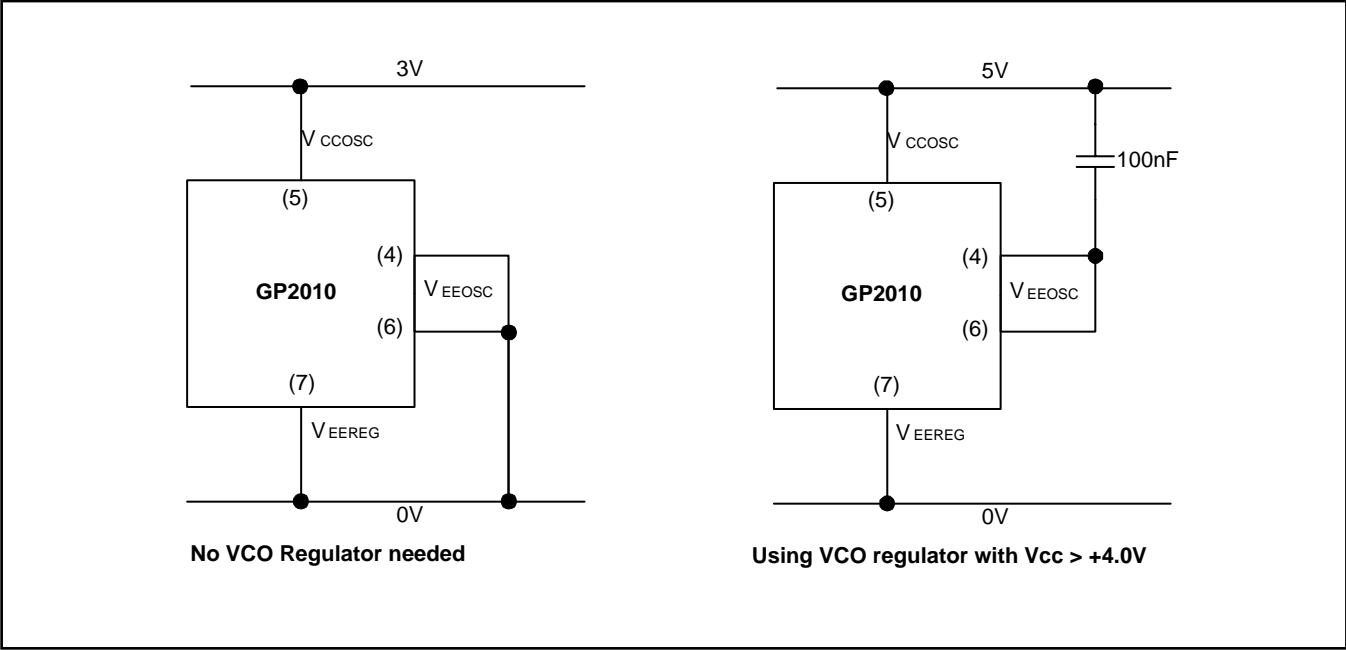 3V
V CCOSC
(5)
(4)
GP2010
V EEOSC
(6)
(7)
V EEREG
0V
No VCO Regulator needed
5V
V CCOSC
100nF
(5)
(4)
GP2010
V EEOSC
(6)
(7)
V EEREG
0V
Using VCO regulator with Vcc > +4.0V